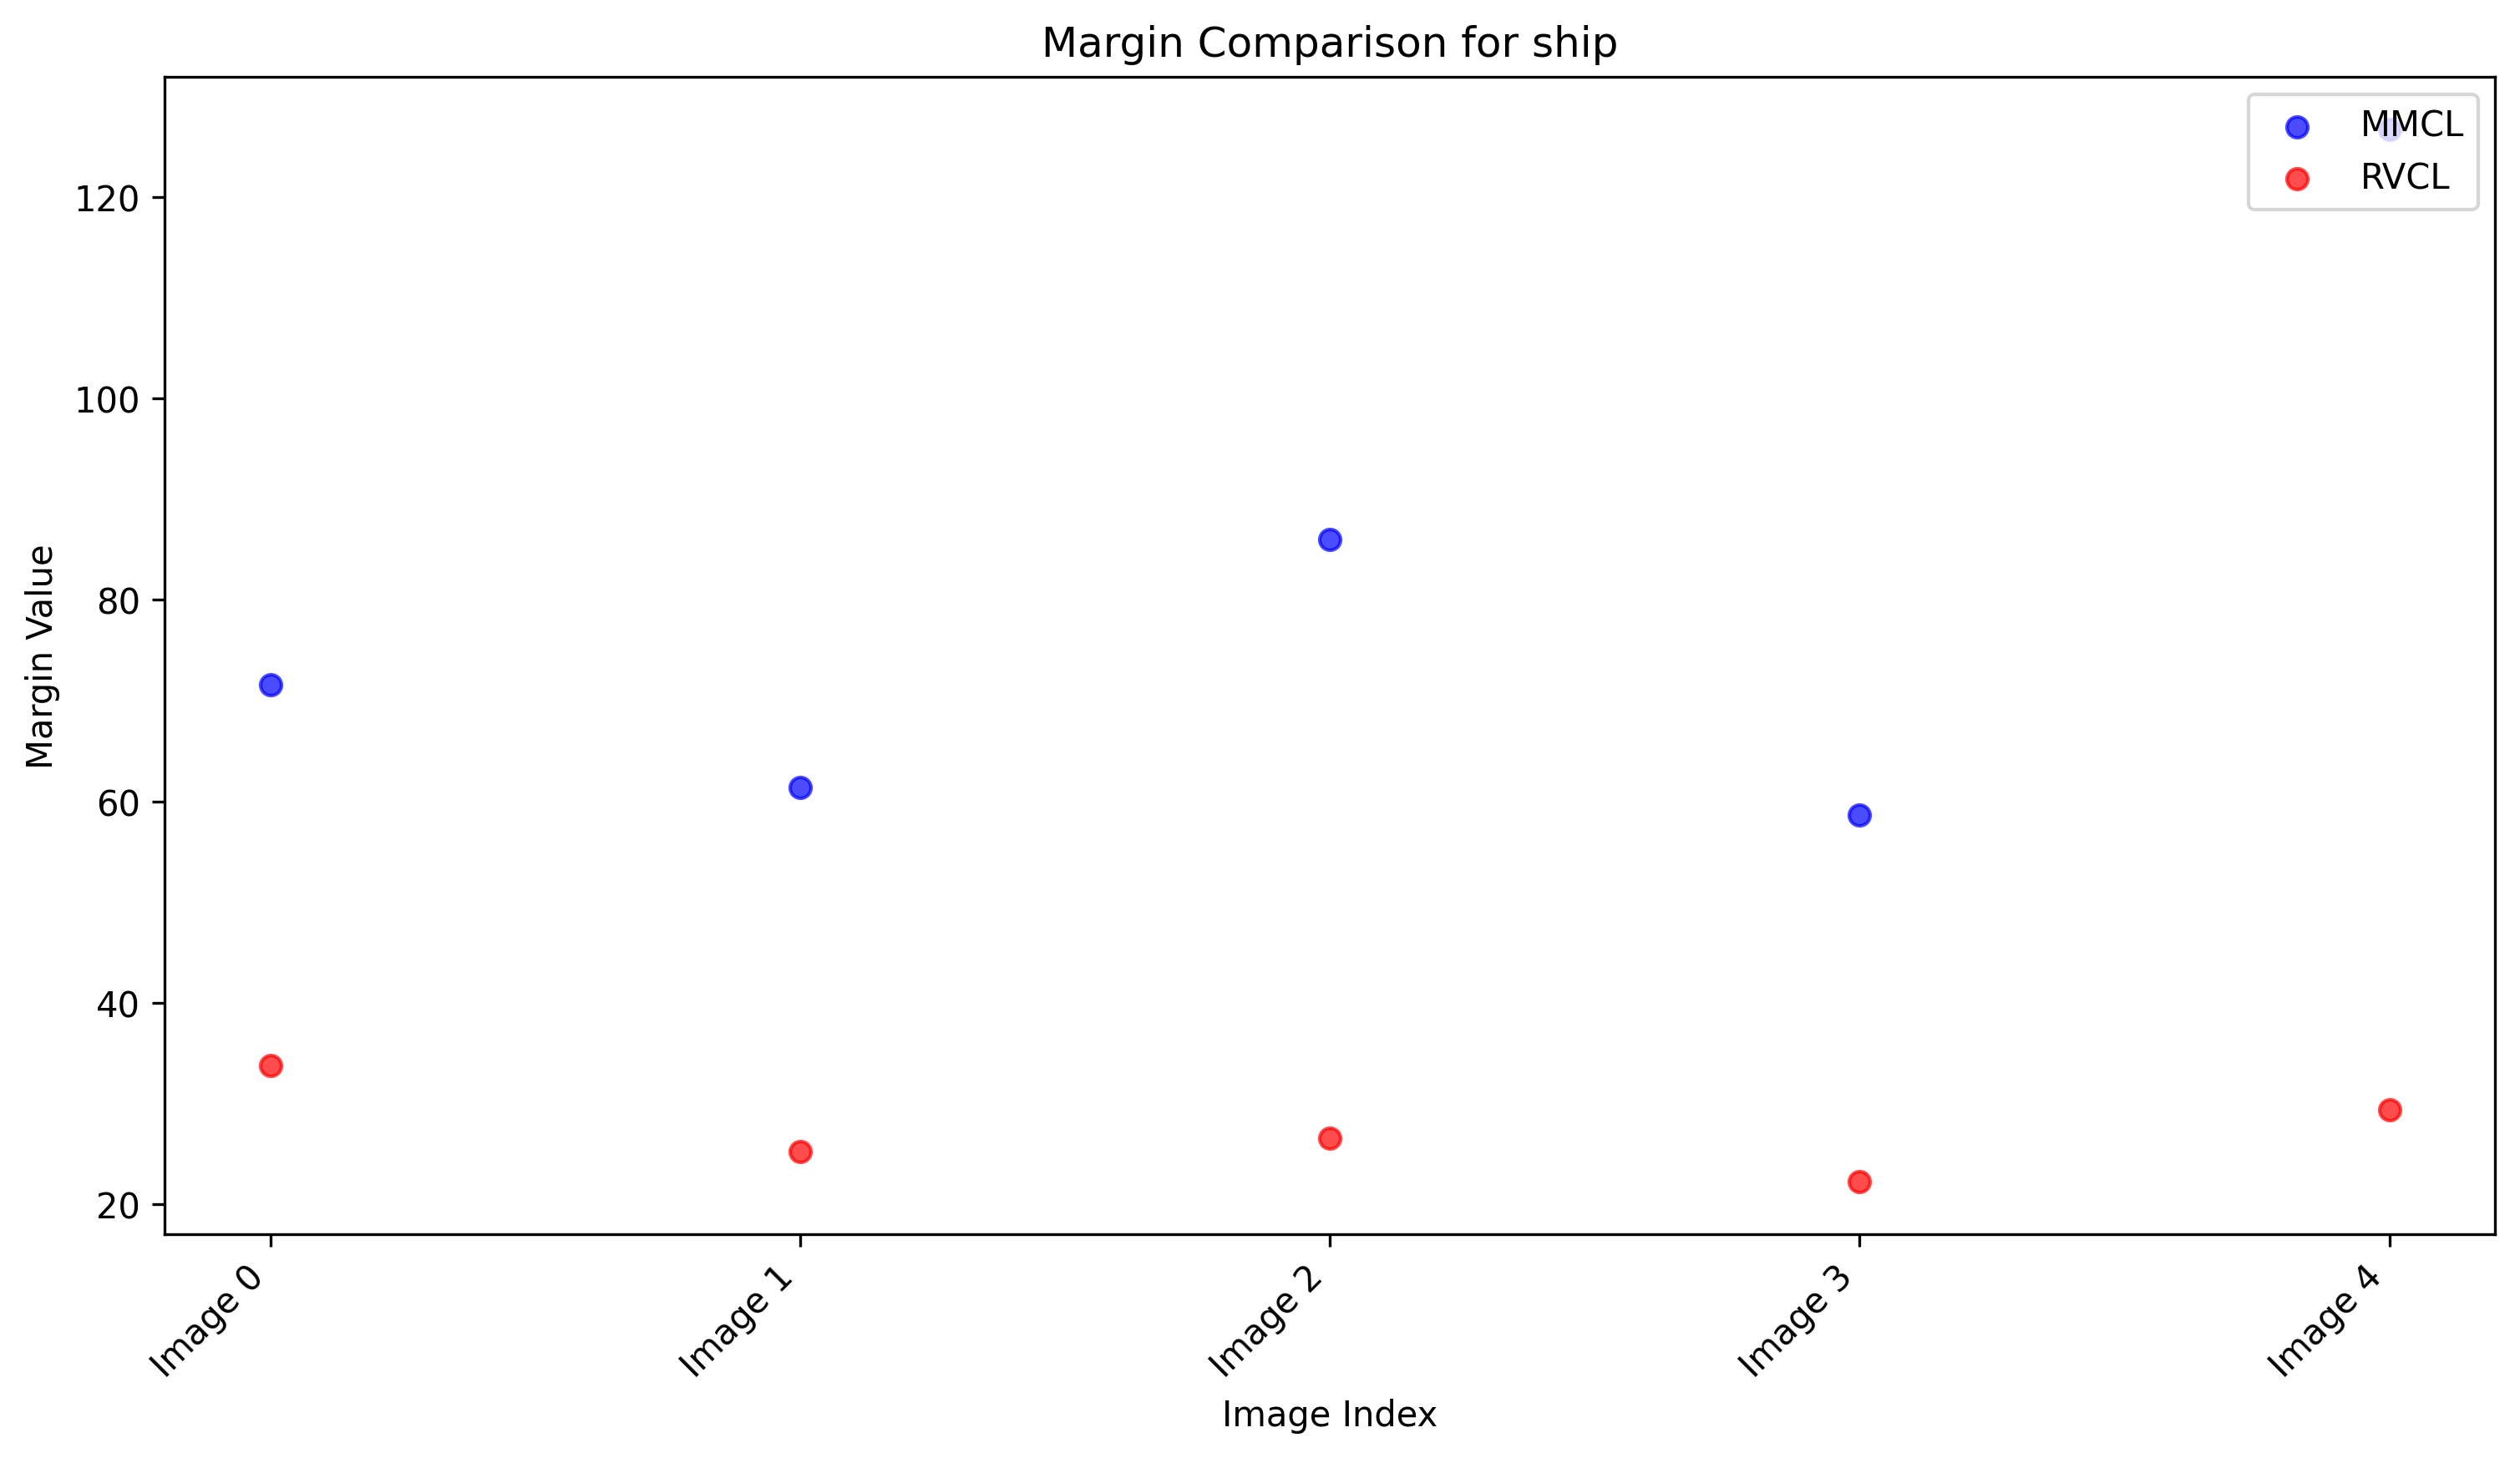 Margin Comparison for ship
MMCL
RVCL
120
100
80
60
40
20
Margin Value
Image 0
Image 1
Image 2
Image 3
Image 4
Image Index